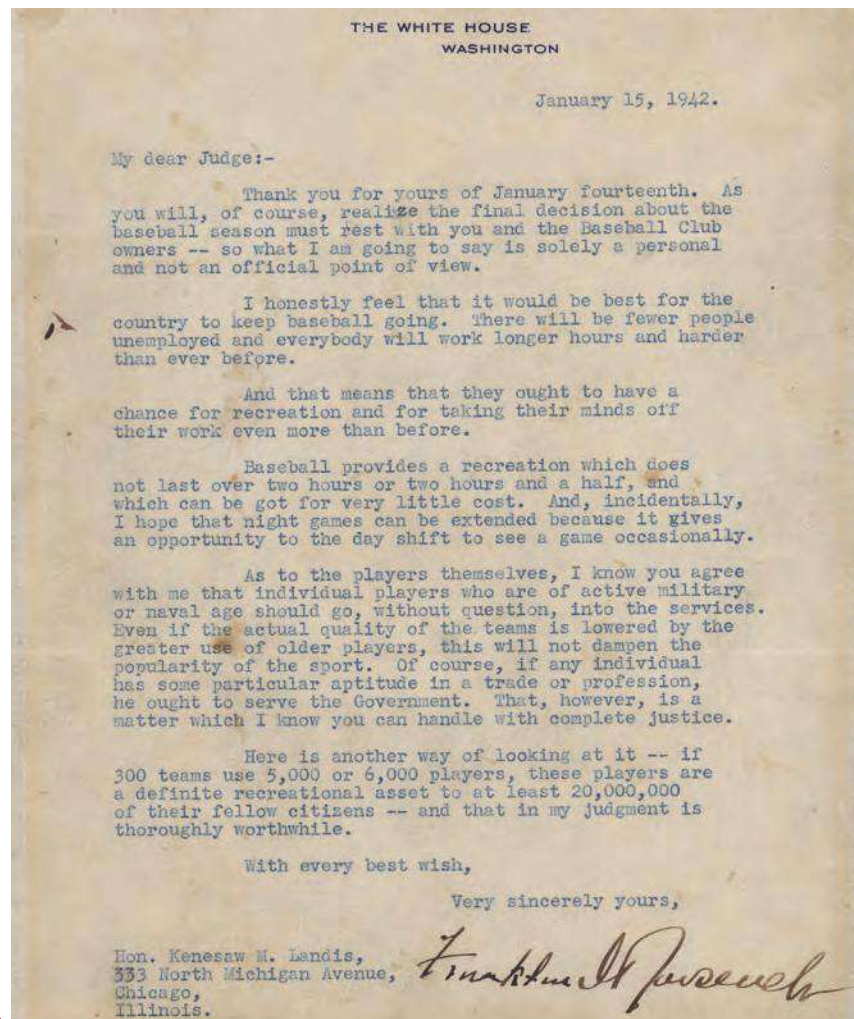 THE WHITE HOUSE
WASHINGTON
January 15, 1942.
My dear Judge:-
Thank you for yours of January fourteenth. As
you will, of course, realize the final decision about the
baseball season must rest with you and the Baseball Club
owners -- so what I am going to say is solely a personal
and not an official point of view.
I honestly feel that it would be best for the
country to keep baseball going. There will be fewer people
unemployed and everybody will work longer hours and harder
than ever before.
And that means that they ought to have a
chance for recreation and for taking their minds off
their work even more than before.
Baseball provides a recreation which does
not last over two hours or two hours and a half, and
which can be got for very little cost. And, incidentally,
I hope that night games can be extended because it gives
an opportunity to the day shift to see a game occasionally.
As to the players themselves, I know you agree
with me that individual players who are of active military
or naval age should go, without question, into the services.
Even if the actual quality of the teams is lowered by the
greater use of older players, this will not dampen the
popularity of the sport. Of course, if any individual
has some particular aptitude in a trade or profession,
he ought to serve the Government. That, however, is a
matter which I know you can handle with complete justice.
Here is another way of looking at it -- if
300 teams use 5,000 or 6,000 players, these players are
a definite recreational asset to at least 20,000,000
of their fellow citizens -- and that in my judgment is
thoroughly worthwhile.
With every best wish,
Very sincerely yours,
Franklin D Roosevelt
Hon. Kenesaw M. Landis,
333 North Michigan Avenue,
Chicago,
Illinois.